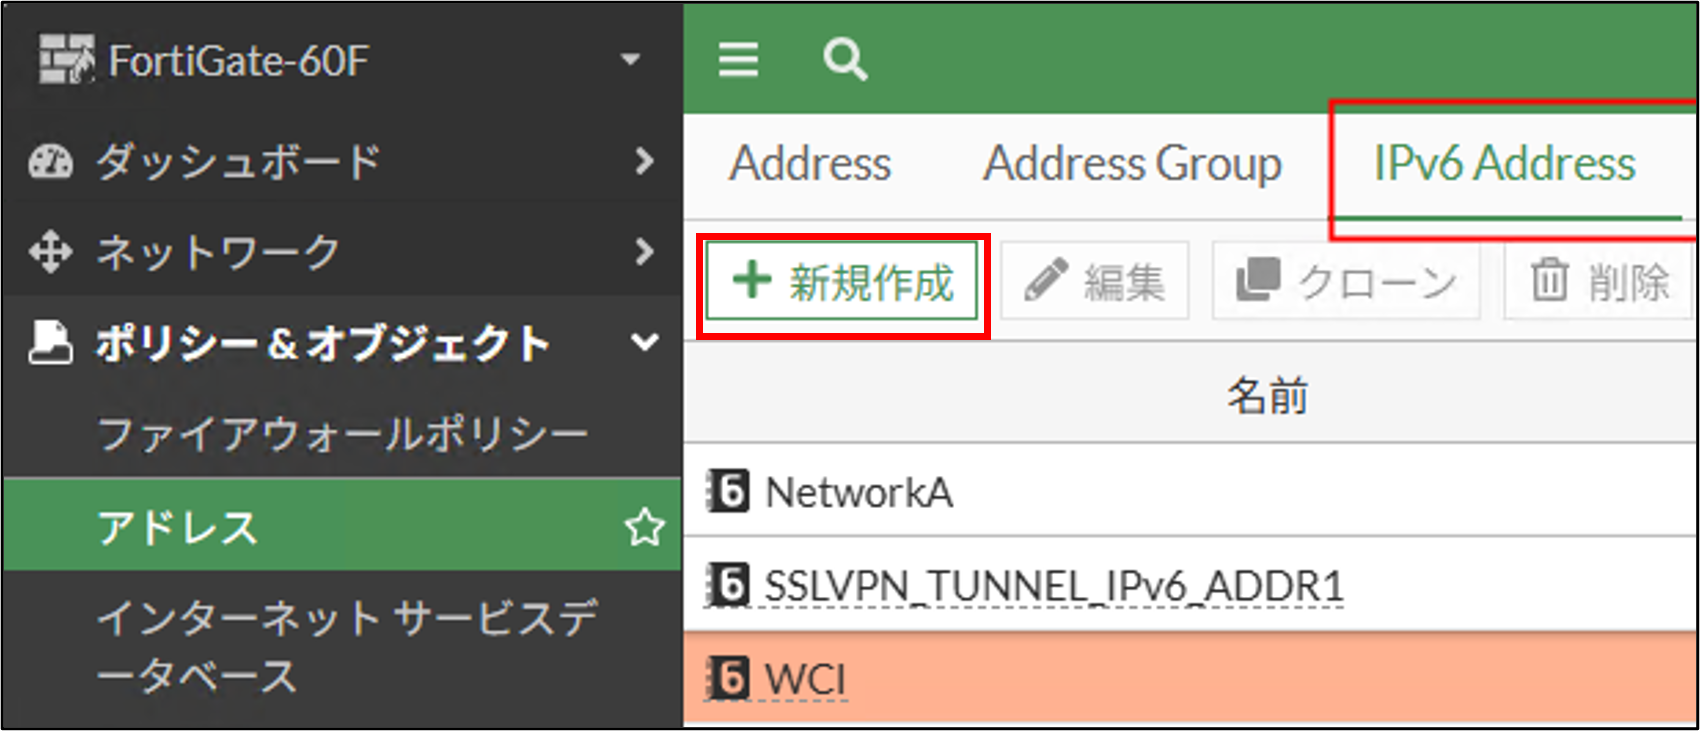 FortiGate-60F
ダッシュボード
ネットワーク
ポリシー & オブジェクト
ファイアウォールポリシー
アドレス
インターネット サービスデ
ータベース
Address Address Group IPv6 Address
新規作成 編集 クローン 削除
名前
6 NetworkA
6 SSLVPN_TUNNEL_IPv6_ADDR1
6 WCI